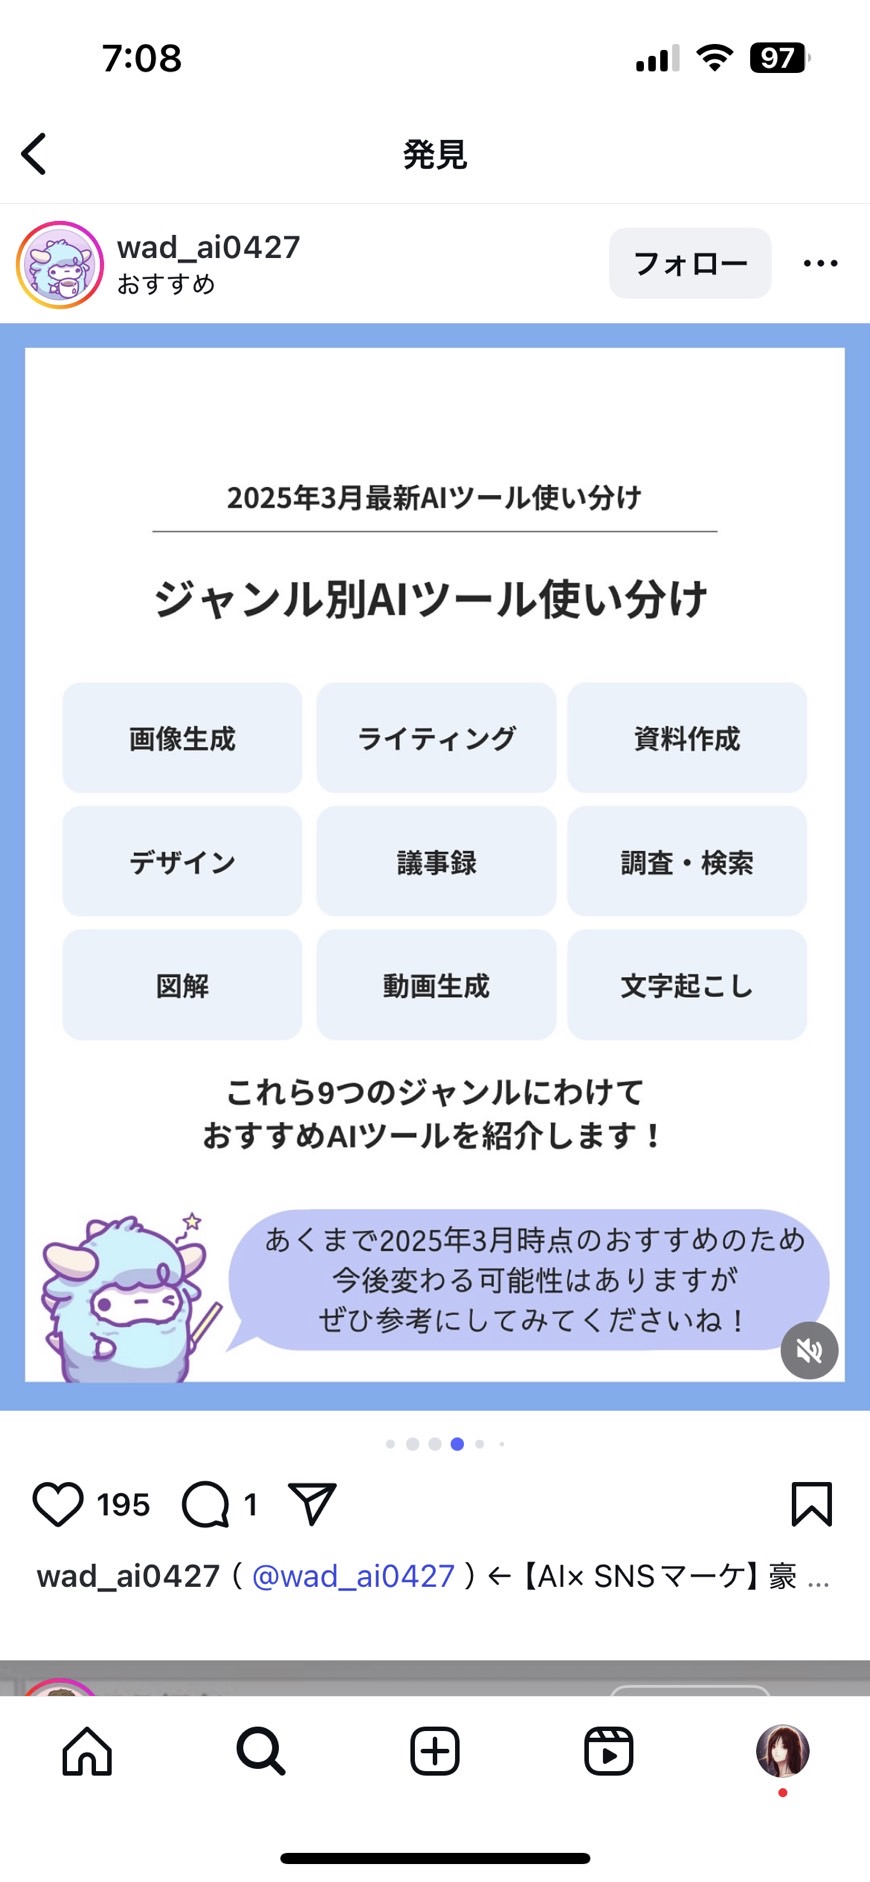 7:08
97
発見
wad_ai0427
おすすめ
フォロー
2025年3月最新AIツール使い分け
ジャンル別AIツール使い分け
画像生成
ライティング
資料作成
デザイン
議事録
調査・検索
図解
動画生成
文字起こし
これら9つのジャンルにわけて
おすすめAIツールを紹介します！
あくまで2025年3月時点のおすすめのため
今後変わる可能性はありますが
ぜひ参考にしてみてくださいね！
195
1
wad_ai0427（ @wad_ai0427 ）←【AI× SNSマーケ】豪 ...